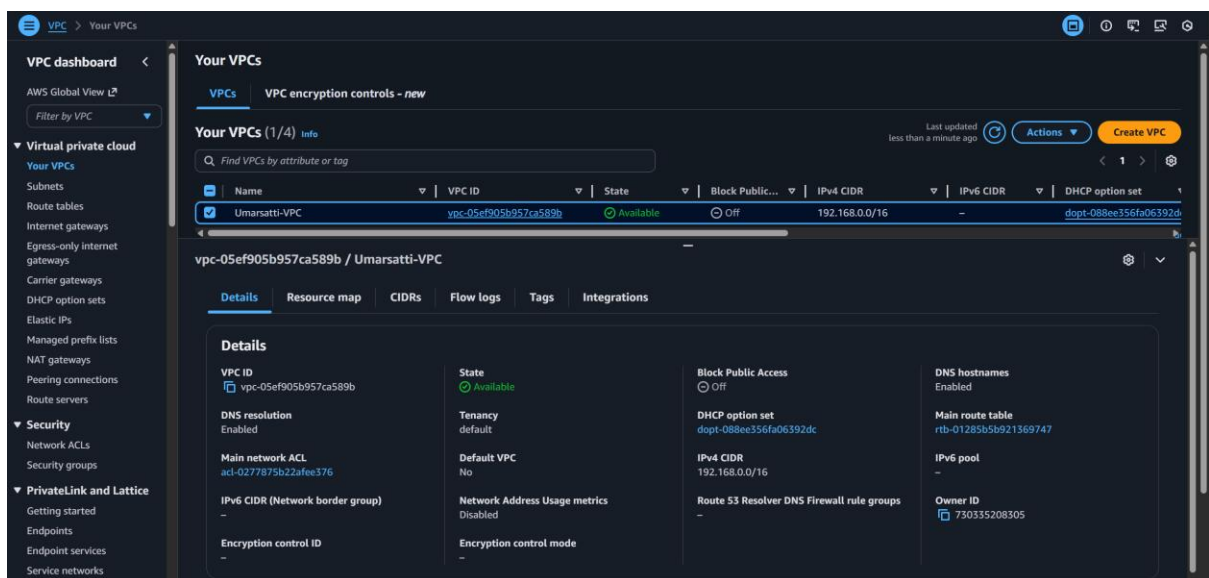 VPC > Your VPCs
VPC dashboard
AWS Global View
Filter by VPC
Virtual private cloud
Your VPCs
Subnets
Route tables
Internet gateways
Egress-only internet
gateways
Carrier gateways
DHCP option sets
Elastic IPs
Managed prefix lists
NAT gateways
Peering connections
Route servers
Security
Network ACLs
Security groups
PrivateLink and Lattice
Getting started
Endpoints
Endpoint services
Service networks
Your VPCs
VPCs VPC encryption controls - new
Your VPCs (1/4) Info
Last updated
less than a minute ago
Actions
Create VPC
Find VPCs by attribute or tag
1
Name VPC ID State Block Public... IPv4 CIDR IPv6 CIDR DHCP option set
Umarsatti-VPC vpc-05ef905b957ca589b Available Off 192.168.0.0/16 – dopt-088ee356fa06392d
vpc-05ef905b957ca589b / Umarsatti-VPC
Details Resource map CIDRs Flow logs Tags Integrations
Details
VPC ID State Block Public Access DNS hostnames
vpc-05ef905b957ca589b Available Off Enabled
DNS resolution Tenancy DHCP option set Main route table
Enabled default dopt-088ee356fa06392dc rtb-01285b5b921369747
Main network ACL Default VPC IPv4 CIDR IPv6 pool
acl-0277875b22afee376 No 192.168.0.0/16 –
IPv6 CIDR (Network border group) Network Address Usage metrics Route 53 Resolver DNS Firewall rule groups Owner ID
– Disabled – 730335208305
Encryption control ID Encryption control mode
– –